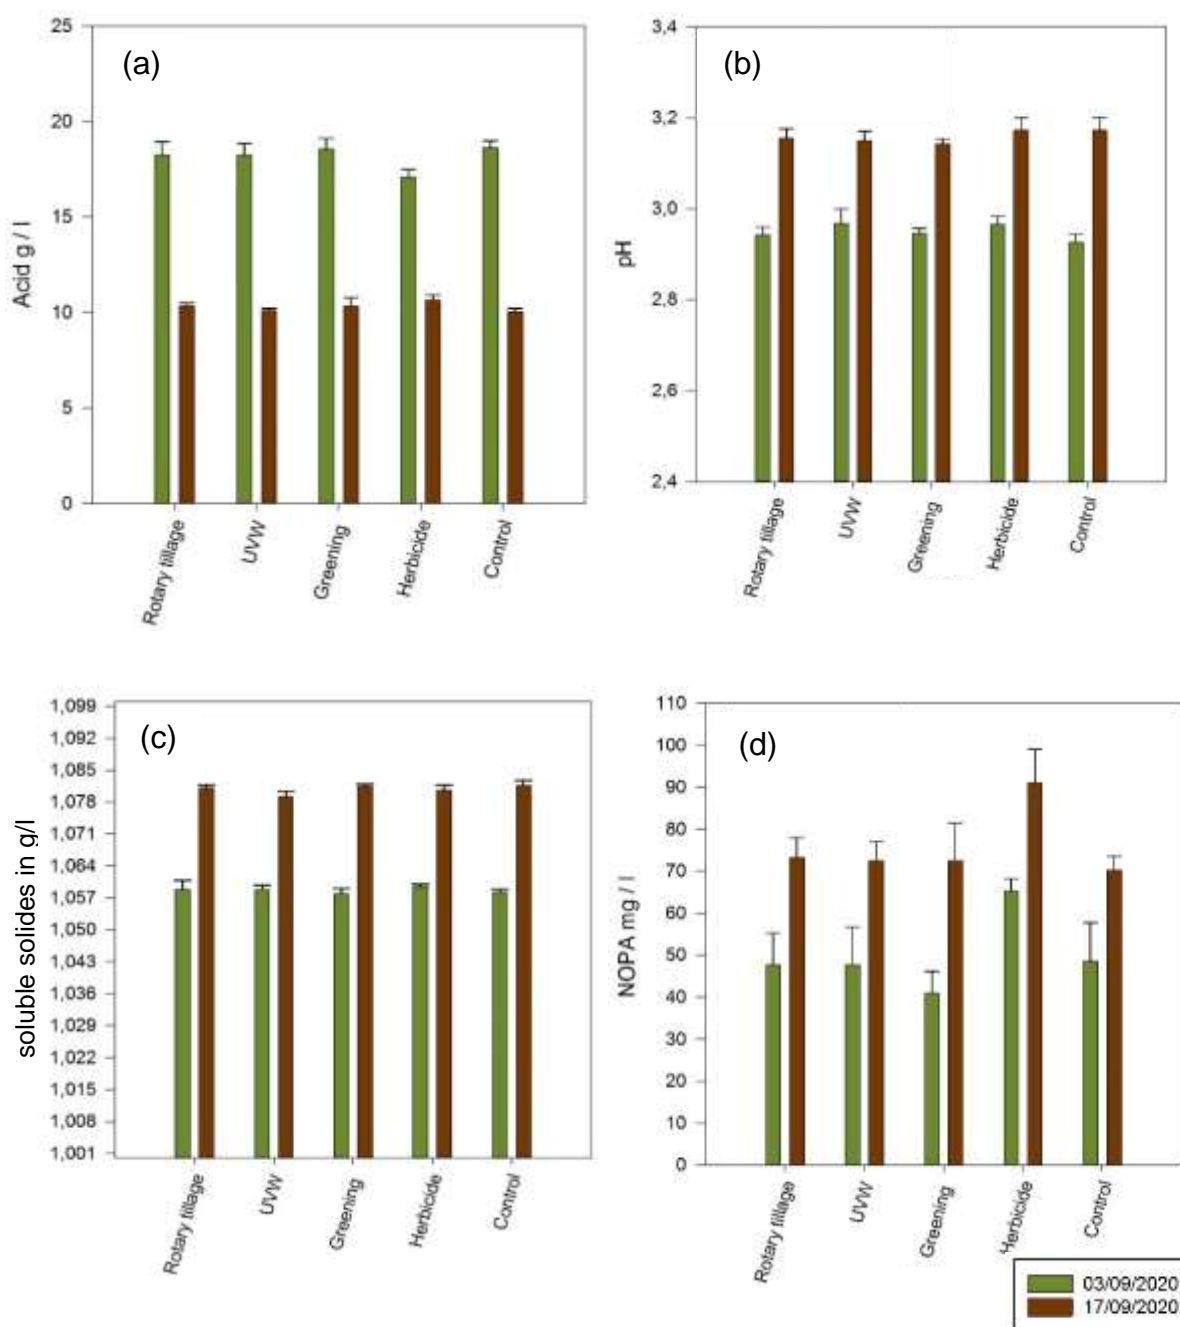 (a)
25
20
15
10
5
0
Acid g / l
Rotary tillage
UVW
Greening
Herbicide
Control
(b)
3,4
3,2
3,0
2,8
2,6
2,4
pH
Rotary tillage
UVW
Greening
Herbicide
Control
(c)
1,099
1,092
1,085
1,078
1,071
1,064
1,057
1,050
1,043
1,036
1,029
1,022
1,015
1,008
1,001
soluble solides in g/l
Rotary tillage
UVW
Greening
Herbicide
Control
(d)
110
100
90
80
70
60
50
40
30
20
10
0
NOPA mg / l
Rotary tillage
UVW
Greening
Herbicide
Control
03/09/2020
17/09/2020